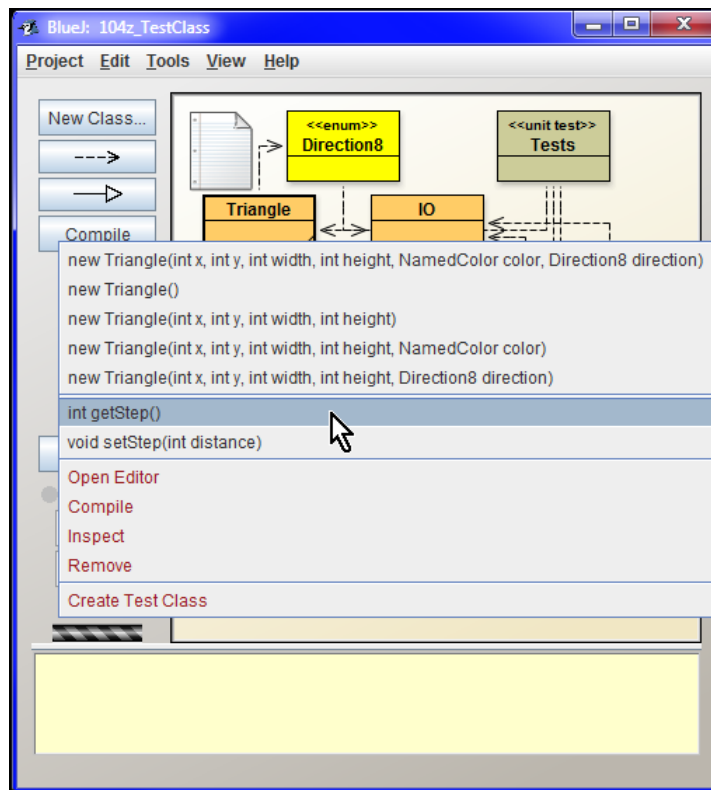 BlueJ: 104z_TestClass
Project Edit Tools View Help
New Class...
<<enum>>
Direction8
<<unit test>>
Tests
Triangle
IO
Compile
new Triangle(int x, int y, int width, int height, NamedColor color, Direction8 direction)
new Triangle()
new Triangle(int x, int y, int width, int height)
new Triangle(int x, int y, int width, int height, NamedColor color)
new Triangle(int x, int y, int width, int height, Direction8 direction)
int getStep()
void setStep(int distance)
Open Editor
Compile
Inspect
Remove
Create Test Class